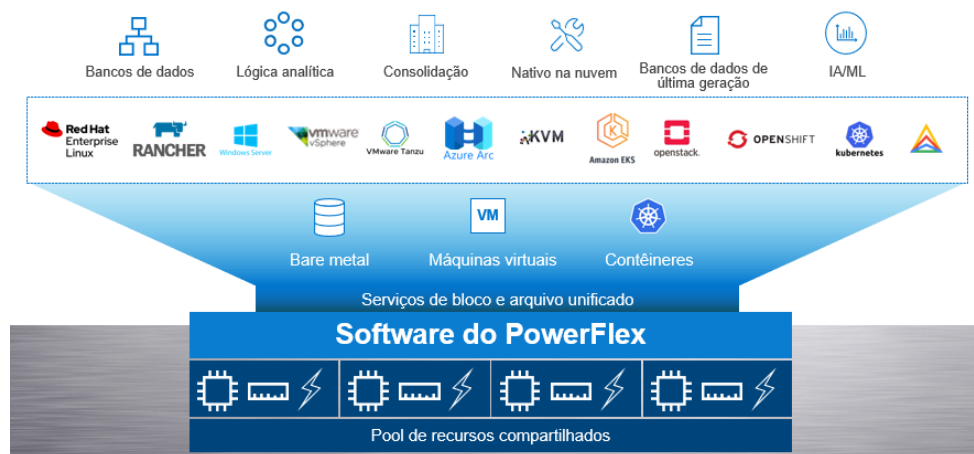 Bancos de dados
Lógica analítica
Consolidação
Nativo na nuvem
Bancos de dados de
última geração
IA/ML
Red Hat
Enterprise
Linux
RANCHER
Windows Server
vmware
vSphere
VMware Tanzu
Azure Arc
KVM
K
Amazon EKS
openstack.
OPENSHIFT
kubernetes
VM
Bare metal
Máquinas virtuais
Contêineres
Serviços de bloco e arquivo unificado
Software do PowerFlex
Pool de recursos compartilhados